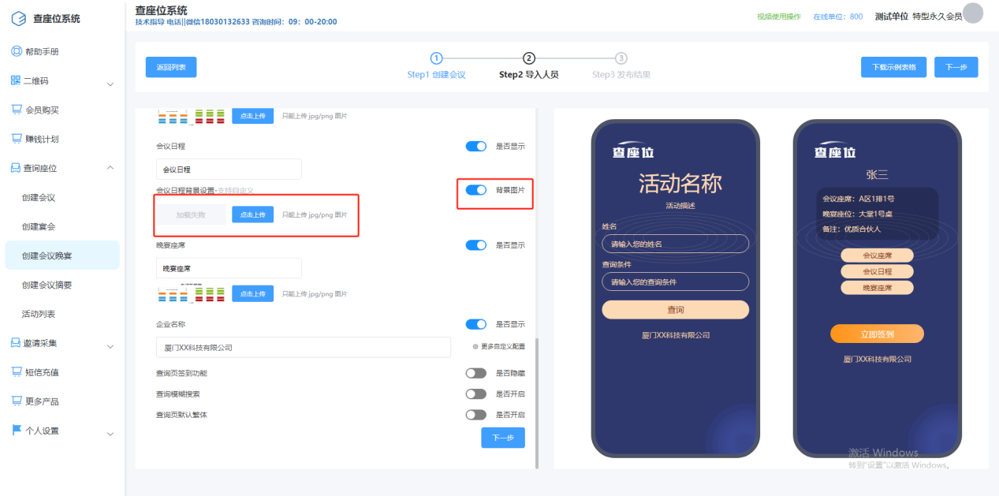 查座位系统
查座位系统
技术指导 电话||微信18030132633 咨询时间：09：00-20:00
视频使用操作
在线单位：800
测试单位 特型永久会员
帮助手册
二维码
会员购买
赚钱计划
查询座位
创建会议
创建宴会
创建会议晚宴
创建会议摘要
活动列表
邀请采集
短信充值
更多产品
个人设置
返回列表
1
2
3
Step1 创建会议
Step2 导入人员
Step3 发布结果
下载示例表格
下一步
点击上传
只能上传 jpg/png 图片
会议日程
是否显示
会议日程
会议日程背景设置-支持自定义
背景图片
加载失败
点击上传
只能上传 jpg/png 图片
晚宴座席
是否显示
晚宴座席
点击上传
只能上传 jpg/png 图片
企业名称
是否显示
厦门XX科技有限公司
更多自定义配置
查询页签到功能
是否隐藏
查询模糊搜索
是否开启
查询页默认繁体
是否开启
下一步
查座位
活动名称
活动描述
姓名
请输入您的姓名
查询条件
请输入您的查询条件
查询
厦门XX科技有限公司
查座位
张三
会议座席：A区1排1号
晚宴座位：大堂1号桌
备注：优质合伙人
会议座席
会议日程
晚宴座席
立即签到
厦门XX科技有限公司
激活 Windows
转到"设置"以激活 Windows。